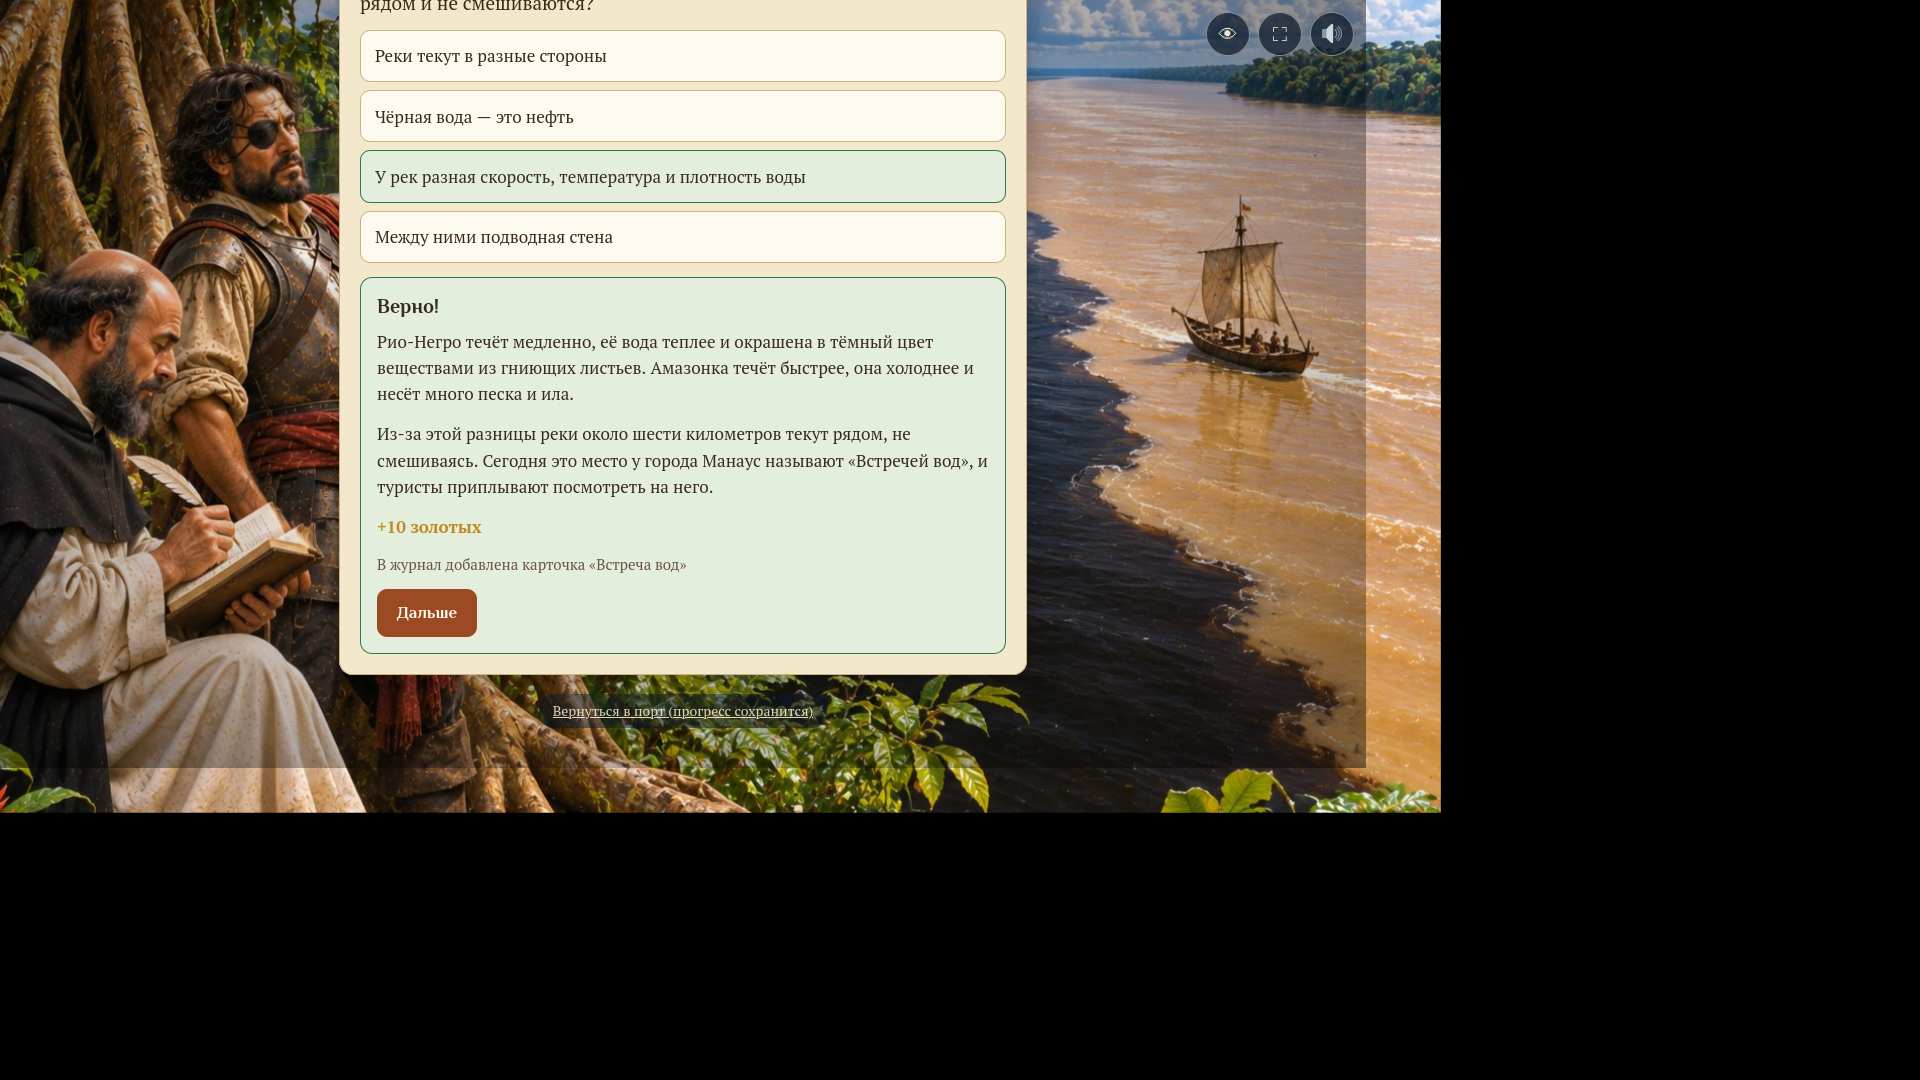 рядом и не смешиваются?
Реки текут в разные стороны
Чёрная вода — это нефть
У рек разная скорость, температура и плотность воды
Между ними подводная стена
Верно!
Рио-Негро течёт медленно, её вода теплее и окрашена в тёмный цвет
веществами из гниющих листьев. Амазонка течёт быстрее, она холоднее и
несёт много песка и ила.
Из-за этой разницы реки около шести километров текут рядом, не
смешиваясь. Сегодня это место у города Манаус называют «Встречей вод», и
туристы приплывают посмотреть на него.
+10 золотых
В журнал добавлена карточка «Встреча вод»
Дальше
Вернуться в порт (прогресс сохранится)